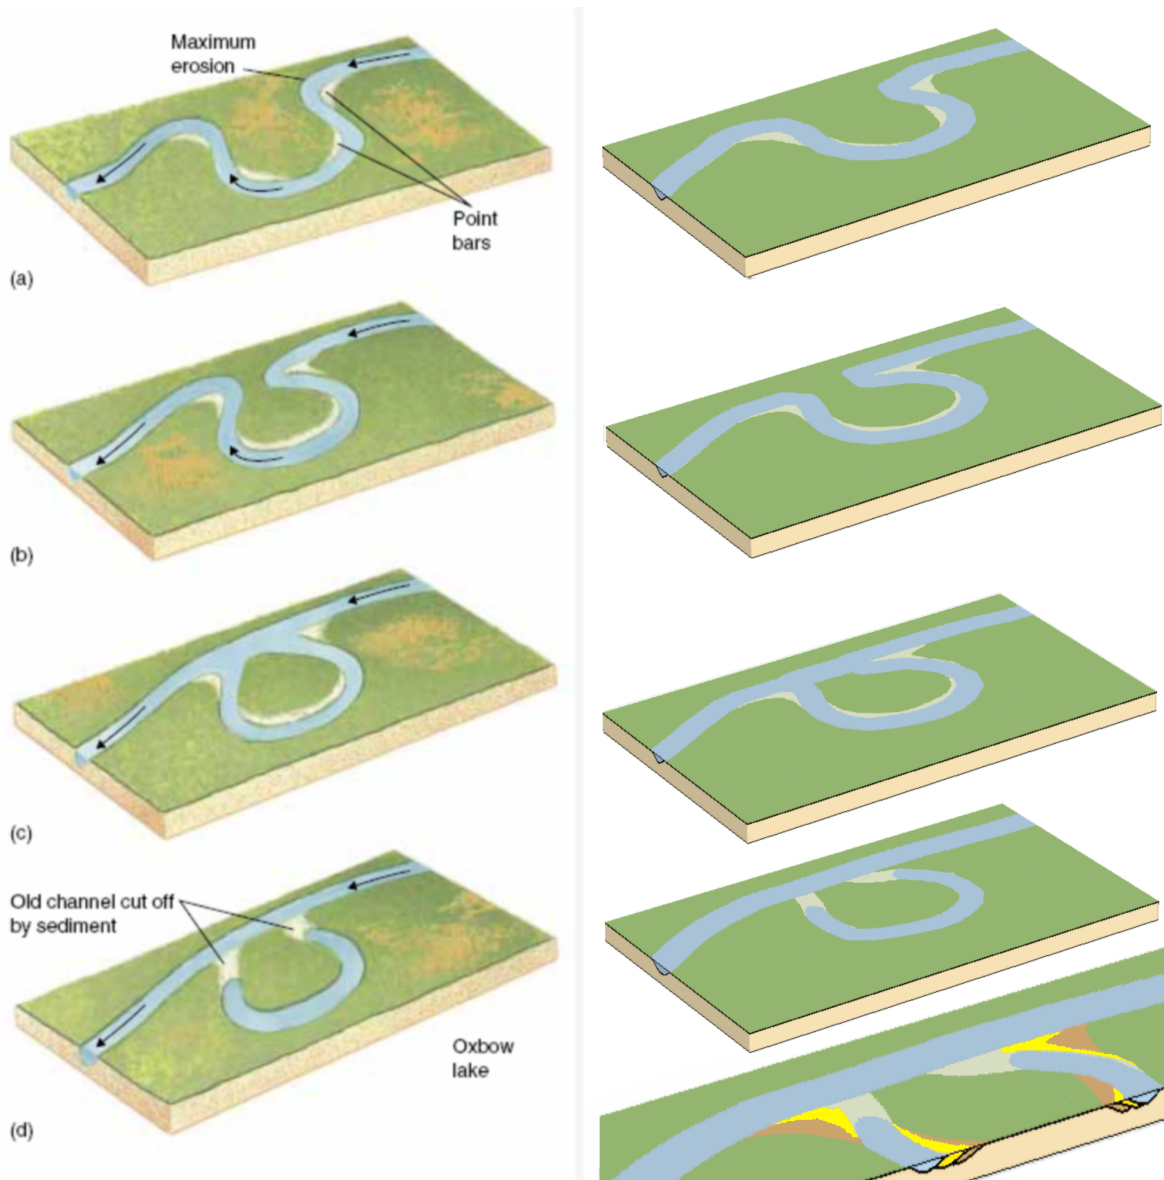 Maximum
erosion
Point
bars
(a)
(b)
(c)
Old channel cut off
by sediment
Oxbow
lake
(d)